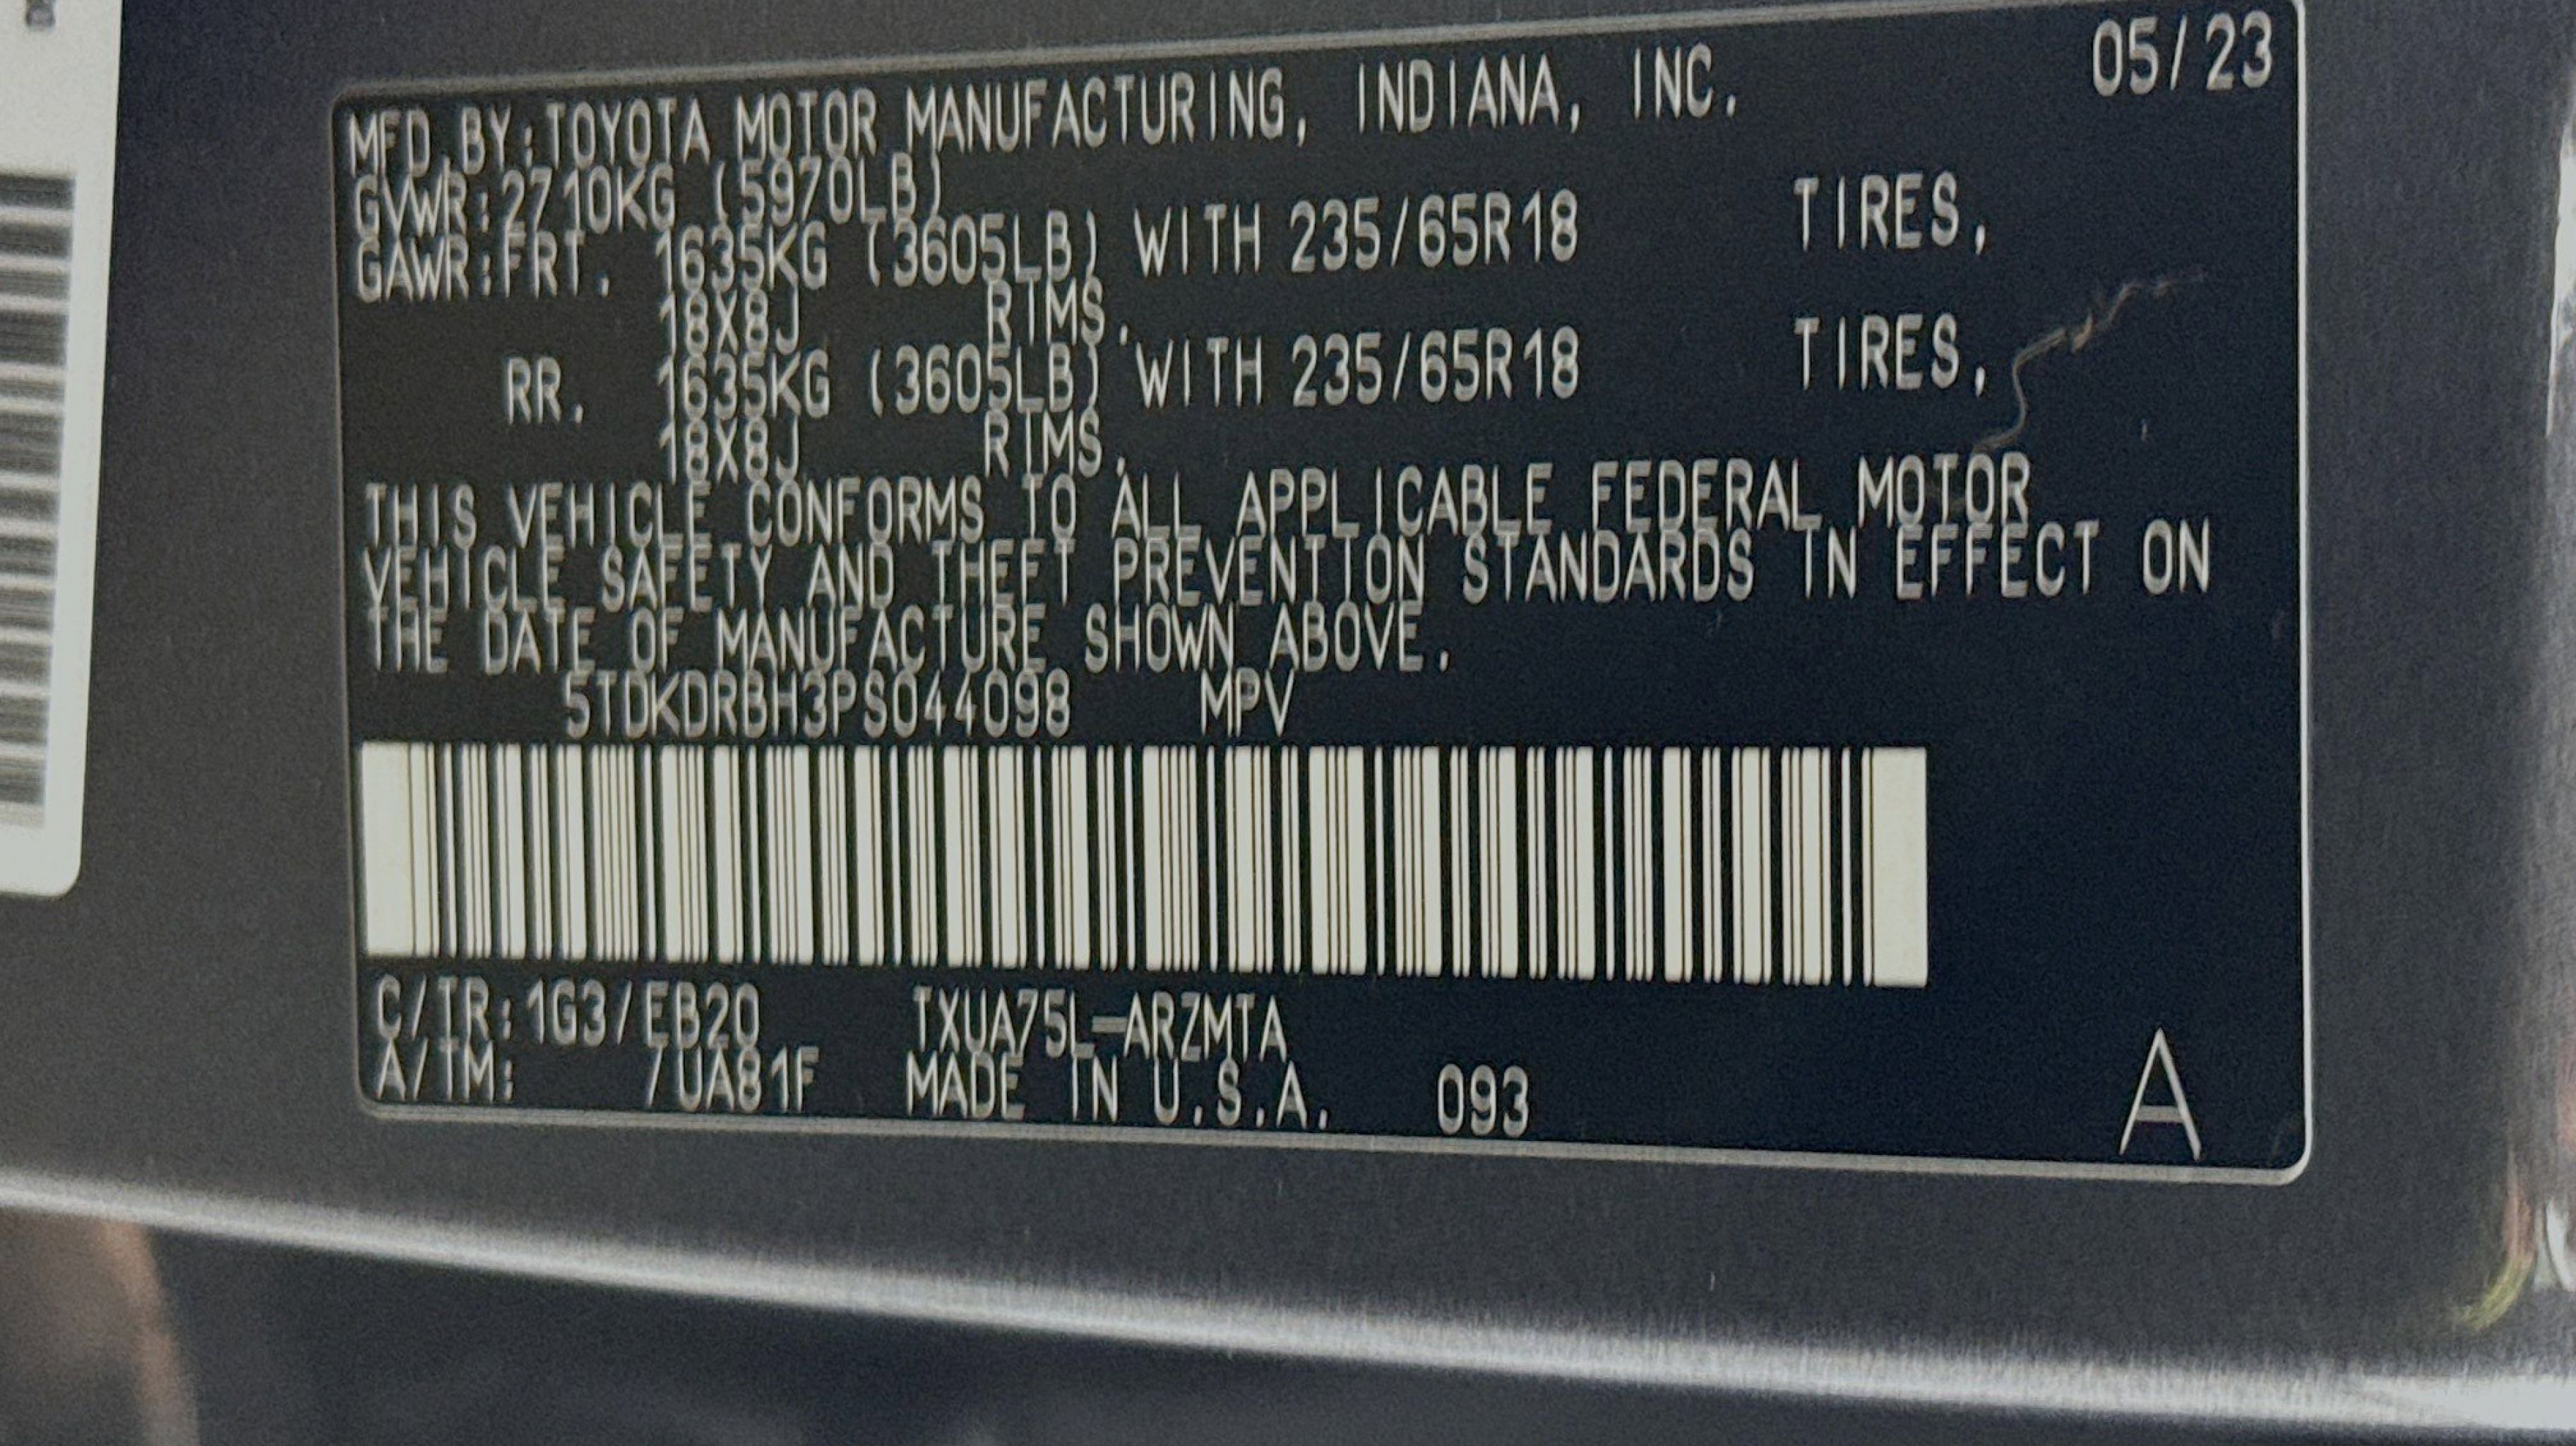 05/23
MFD.BY:TOYOTA MOTOR MANUFACTURING, INDIANA, INC.
GVWR:2710KG (5970LB)
GAWR:FRT. 1635KG (3605LB) WITH 235/65R18 TIRES,
18X8J RIMS.
RR. 1635KG (3605LB) WITH 235/65R18 TIRES,
18X8J RIMS.
THIS VEHICLE CONFORMS TO ALL APPLICABLE FEDERAL MOTOR
VEHICLE SAFETY AND THEFT PREVENTION STANDARDS IN EFFECT ON
THE DATE OF MANUFACTURE SHOWN ABOVE.
5TDKDRBH3PS044098 MPV
C/TR:1G3/EB20 TXUA75L-ARZMTA
A/TM: /UA81F MADE IN U.S.A. 093
A